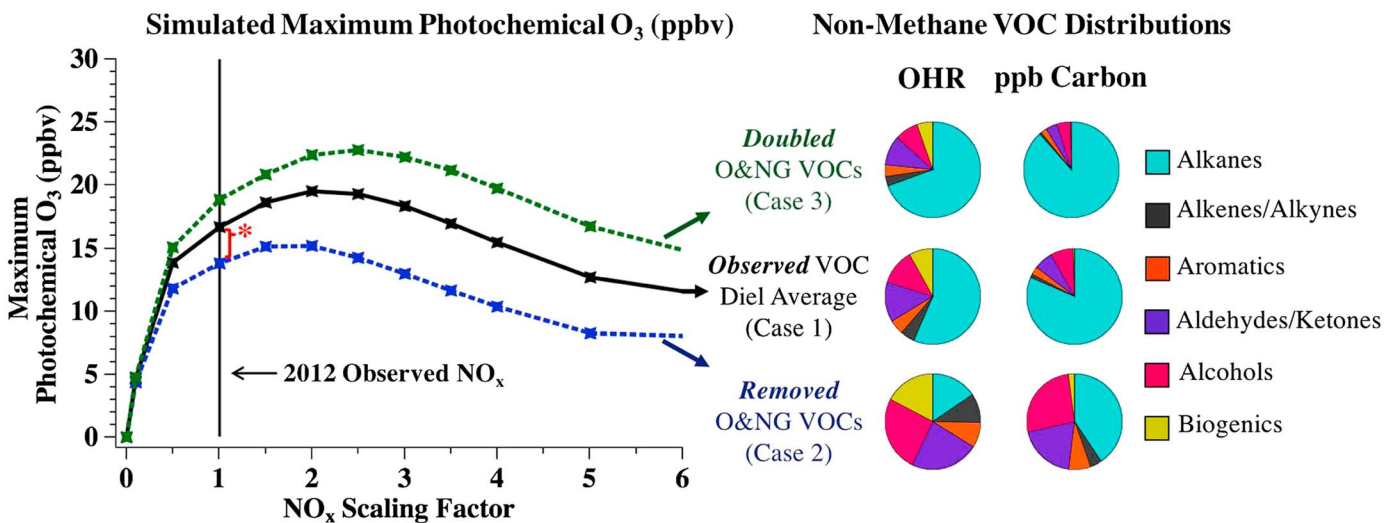 Simulated Maximum Photochemical O₃ (ppbv)
Maximum
Photochemical O₃ (ppbv)
30
25
20
15
10
5
0
*
2012 Observed NOₓ
0 1 2 3 4 5 6
NOₓ Scaling Factor
Doubled
O&NG VOCs
(Case 3)
Observed VOC
Diel Average
(Case 1)
Removed
O&NG VOCs
(Case 2)
Non-Methane VOC Distributions
OHR ppb Carbon
Alkanes
Alkenes/Alkynes
Aromatics
Aldehydes/Ketones
Alcohols
Biogenics